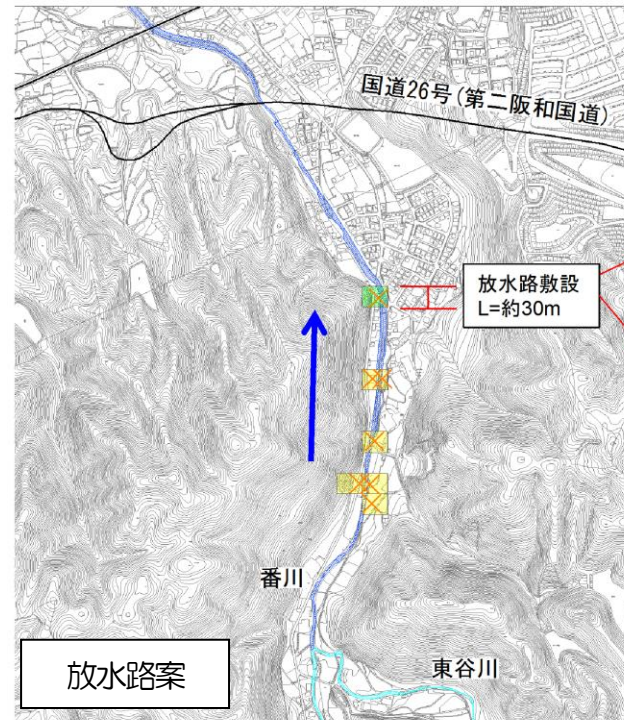 国道26号(第二阪和国道)
放水路敷設
L=約30m
番川
東谷川
放水路案